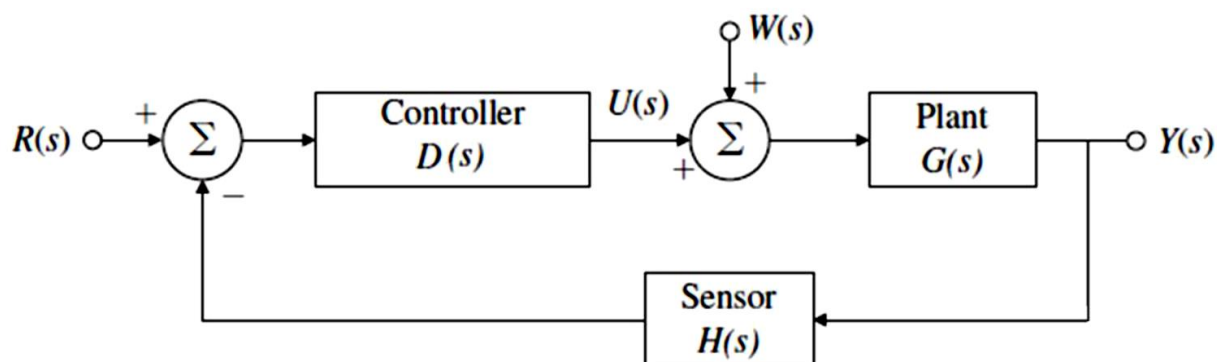 W(s)
+
+
Controller
D(s)
U(s)
Plant
G(s)
R(s)
Σ
Σ
Y(s)
+
−
Sensor
H(s)